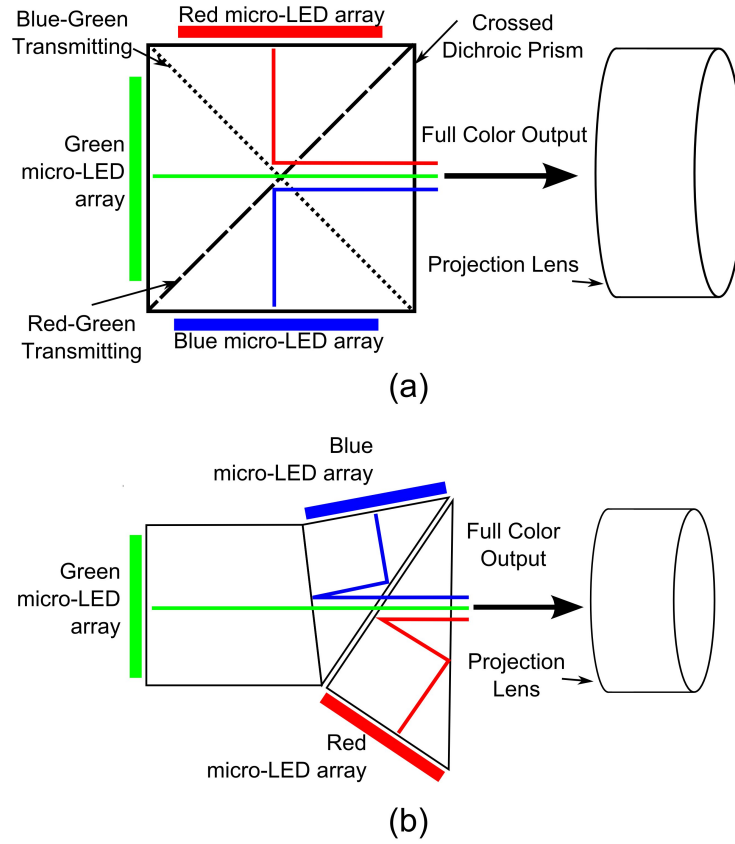 Red micro-LED array
Blue-Green
Transmitting
Crossed
Dichroic Prism
Green
micro-LED
array
Full Color Output
Projection Lens
Red-Green
Transmitting
Blue micro-LED array
(a)
Blue
micro-LED array
Full Color
Output
Green
micro-LED
array
Projection
Lens
Red
micro-LED array
(b)